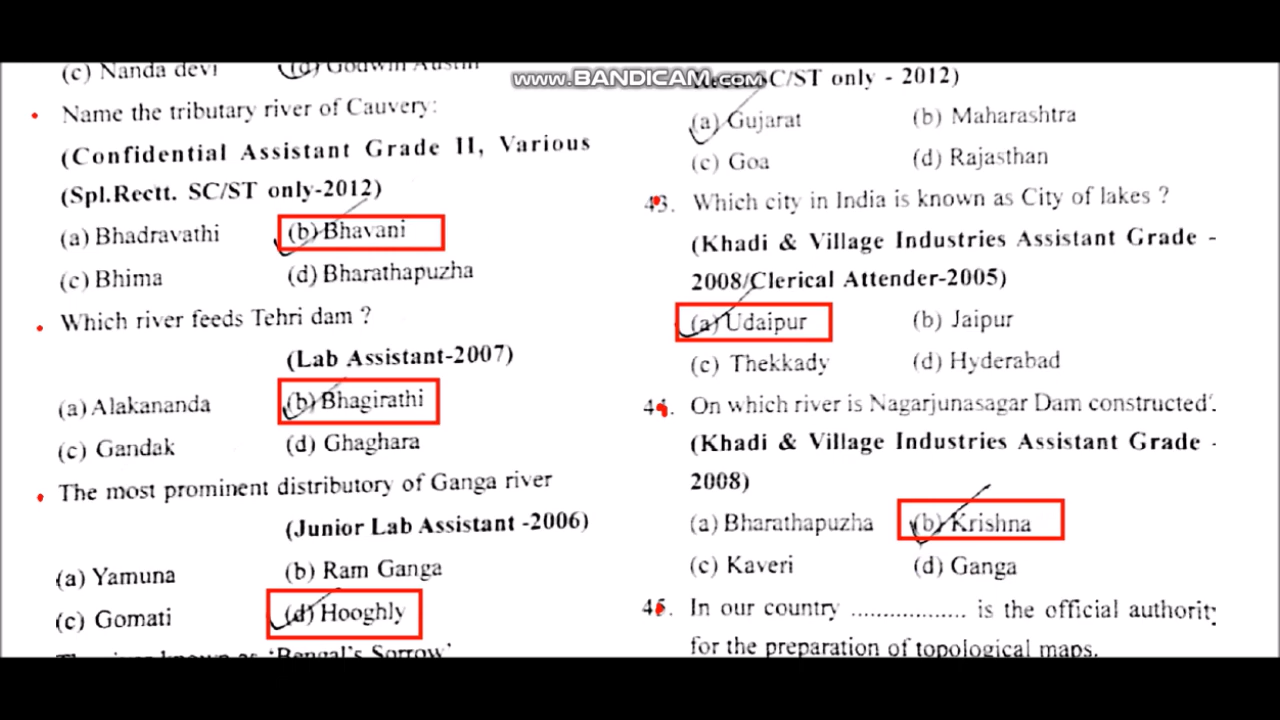 www.BANDICAM.com
(c) Nanda devi (d) Godwin Austin
Name the tributary river of Cauvery:
(Confidential Assistant Grade II, Various
(Spl.Rectt. SC/ST only-2012)
(a) Bhadravathi (b) Bhavani
(c) Bhima (d) Bharathapuzha
Which river feeds Tehri dam ?
(Lab Assistant-2007)
(a) Alakananda (b) Bhagirathi
(c) Gandak (d) Ghaghara
The most prominent distributory of Ganga river
(Junior Lab Assistant -2006)
(a) Yamuna (b) Ram Ganga
(c) Gomati (d) Hooghly
'Bengal's Sorrow'
SC/ST only - 2012)
(a) Gujarat (b) Maharashtra
(c) Goa (d) Rajasthan
43. Which city in India is known as City of lakes ?
(Khadi & Village Industries Assistant Grade -
2008/Clerical Attender-2005)
(a) Udaipur (b) Jaipur
(c) Thekkady (d) Hyderabad
44. On which river is Nagarjunasagar Dam constructed
(Khadi & Village Industries Assistant Grade -
2008)
(a) Bharathapuzha (b) Krishna
(c) Kaveri (d) Ganga
45. In our country .................. is the official authority
for the preparation of topological maps.